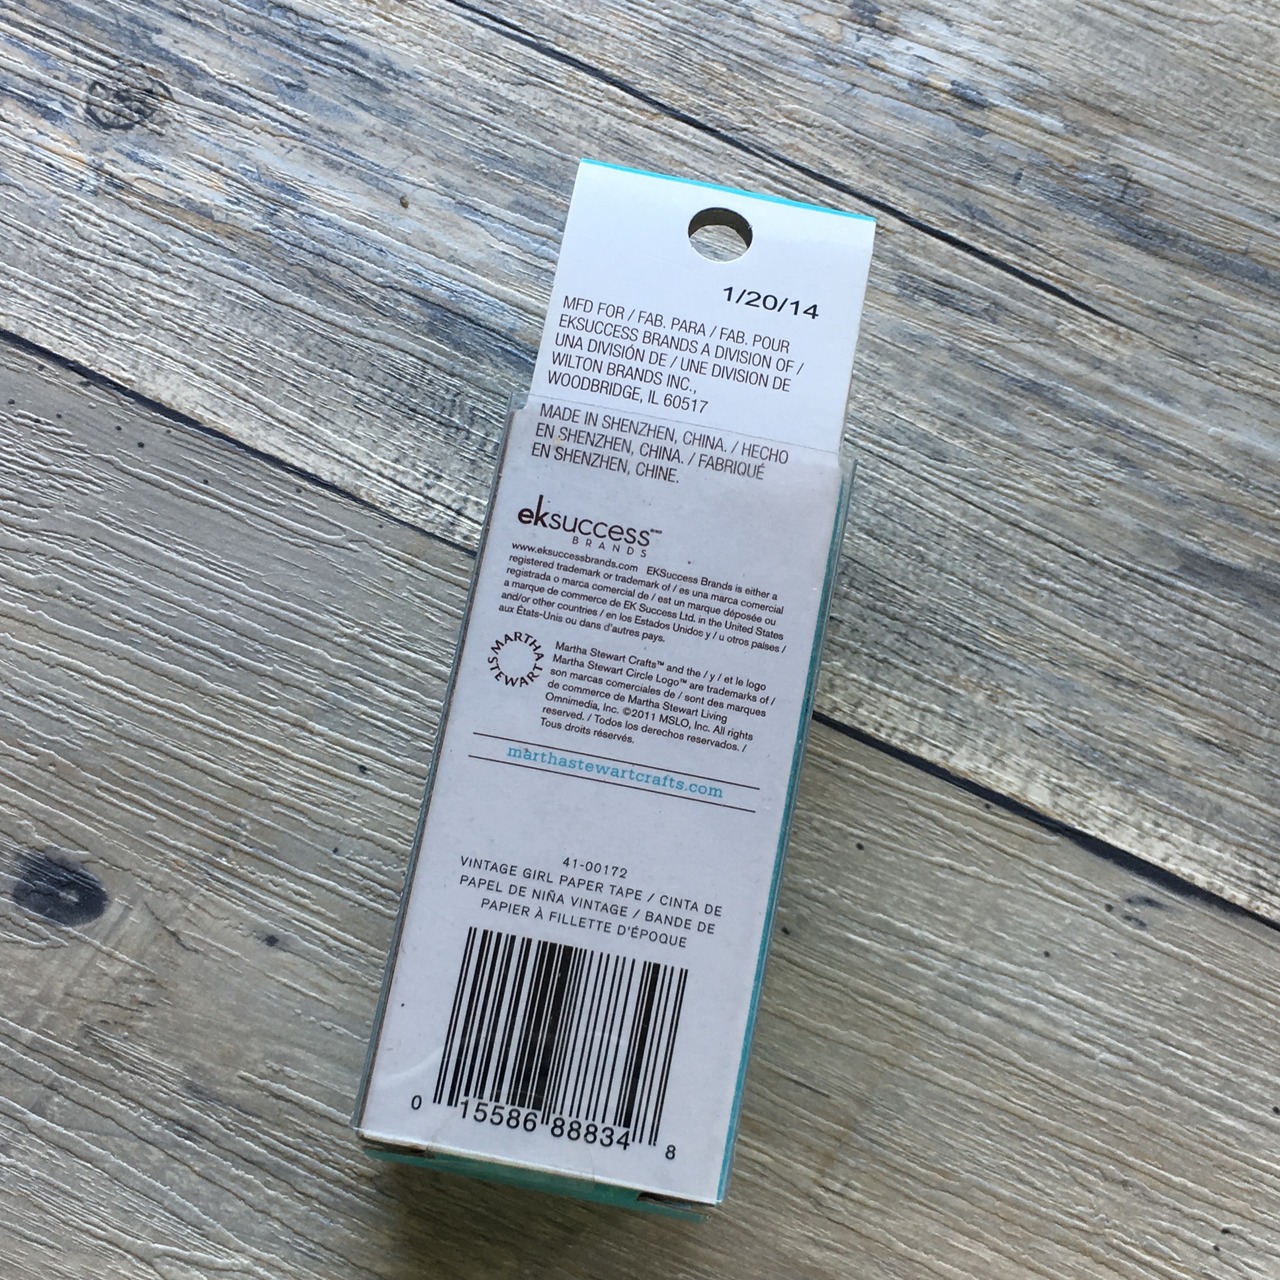 1/20/14
MFD FOR / FAB. PARA / FAB. POUR
EKSUCCESS BRANDS A DIVISION OF /
UNA DIVISIÓN DE / UNE DIVISION DE
WILTON BRANDS INC.,
WOODBRIDGE, IL 60517
MADE IN SHENZHEN, CHINA. / HECHO
EN SHENZHEN, CHINA. / FABRIQUÉ
EN SHENZHEN, CHINE.
eksuccess
BRANDS
www.eksuccessbrands.com EKSuccess Brands is either a
registered trademark or trademark of / es una marca comercial
registrada o marca comercial de / est un marque déposée ou
a marque de commerce de EK Success Ltd. in the United States
and/or other countries / en los Estados Unidos y / u otros países /
aux États-Unis ou dans d'autres pays.
MARTHA
STEWART
Martha Stewart Crafts™ and the / y / et le logo
Martha Stewart Circle Logo™ are trademarks of /
son marcas comerciales de / sont des marques
de commerce de Martha Stewart Living
Omnimedia, Inc. ©2011 MSLO, Inc. All rights
reserved. / Todos los derechos reservados. /
Tous droits réservés.
marthastewartcrafts.com
41-00172
VINTAGE GIRL PAPER TAPE / CINTA DE
PAPEL DE NIÑA VINTAGE / BANDE DE
PAPIER À FILLETTE D'ÉPOQUE
0 15586 88834 8